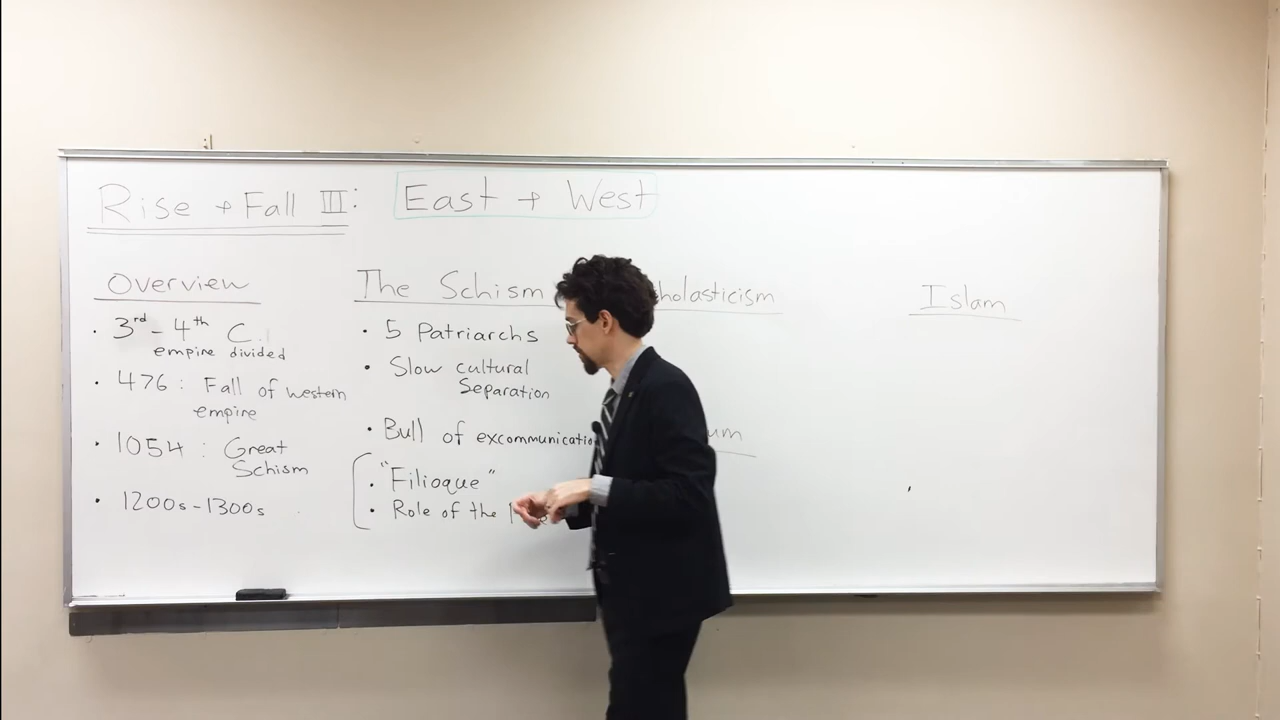 Rise + Fall III: East + West
Overview
• 3rd - 4th C.
empire divided
• 476 : Fall of western
empire
• 1054 : Great
Schism
• 1200s - 1300s
The Schism
• 5 Patriarchs
• Slow cultural
Separation
• Bull of excommunicatio
• "Filioque"
• Role of the
holasticism
um
Islam